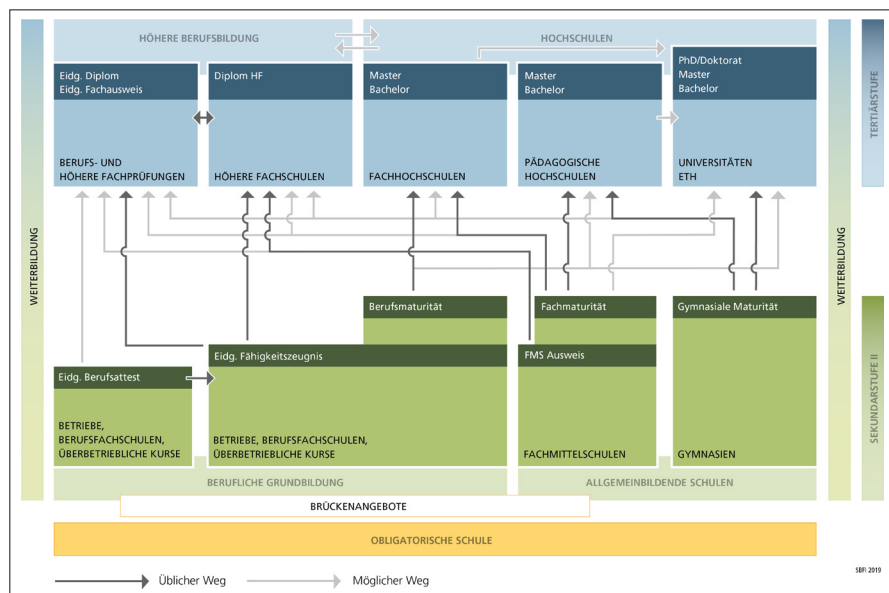 HÖHERE BERUFSBILDUNG
HOCHSCHULEN
Eidg. Diplom
Eidg. Fachausweis
BERUFS- UND
HÖHERE FACHPRÜFUNGEN
Diplom HF
HÖHERE FACHSCHULEN
Master
Bachelor
FACHHOCHSCHULEN
Master
Bachelor
PÄDAGOGISCHE
HOCHSCHULEN
PhD/Doktorat
Master
Bachelor
UNIVERSITÄTEN
ETH
WEITERBILDUNG
WEITERBILDUNG
TERTIÄRSTUFE
SEKUNDARSTUFE II
Berufsmaturität
Fachmaturität
Gymnasiale Maturität
Eidg. Fähigkeitszeugnis
FMS Ausweis
Eidg. Berufsattest
BETRIEBE,
BERUFSFACHSCHULEN,
ÜBERBETRIEBLICHE KURSE
BETRIEBE, BERUFSFACHSCHULEN,
ÜBERBETRIEBLICHE KURSE
FACHMITTELSCHULEN
GYMNASIEN
BERUFLICHE GRUNDBILDUNG
ALLGEMEINBILDENDE SCHULEN
BRÜCKENANGEBOTE
OBLIGATORISCHE SCHULE
Üblicher Weg
Möglicher Weg
SBFI 2019